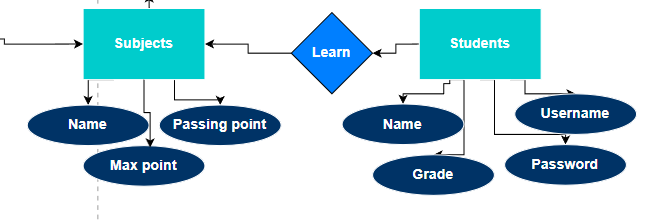 Subjects
Learn
Students
Name
Passing point
Max point
Name
Username
Grade
Password